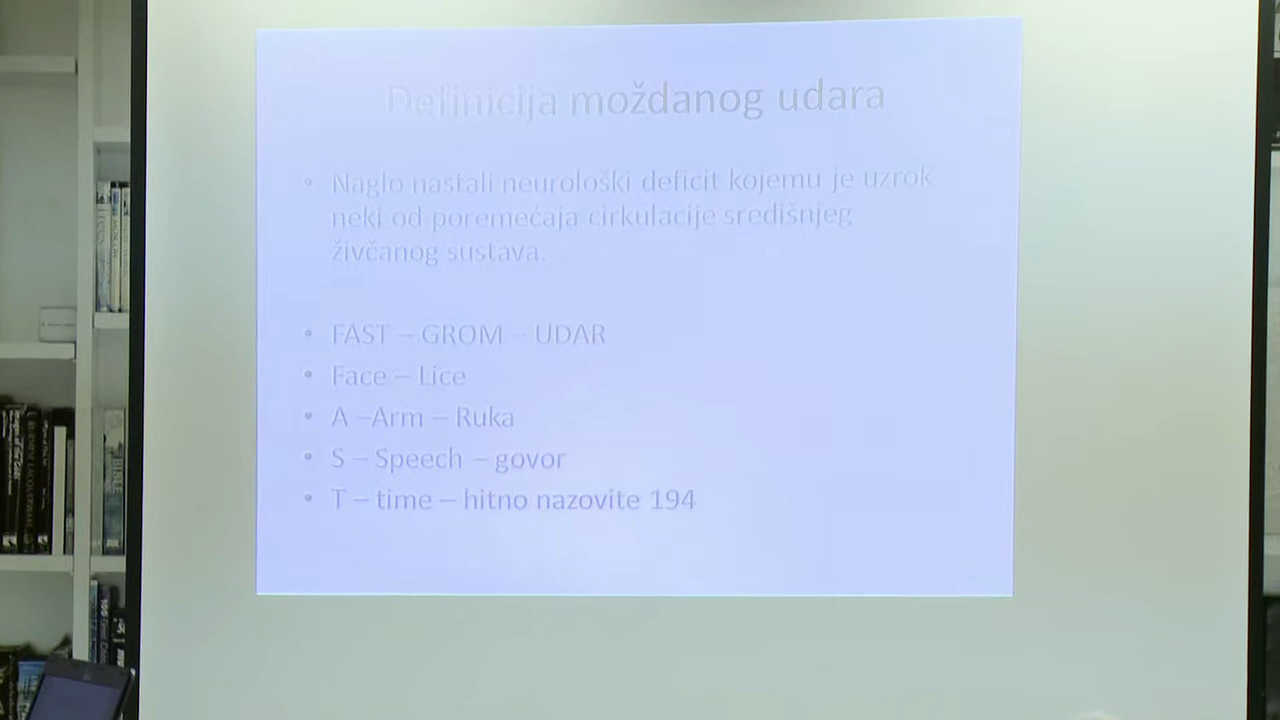 Definicija moždanog udara
• Naglo nastali neurološki deficit kojemu je uzrok
neki od poremećaja cirkulacije središnjeg
živčanog sustava.
• FAST – GROM – UDAR
• Face – Lice
• A –Arm – Ruka
• S – Speech – govor
• T – time – hitno nazovite 194
BIBLE